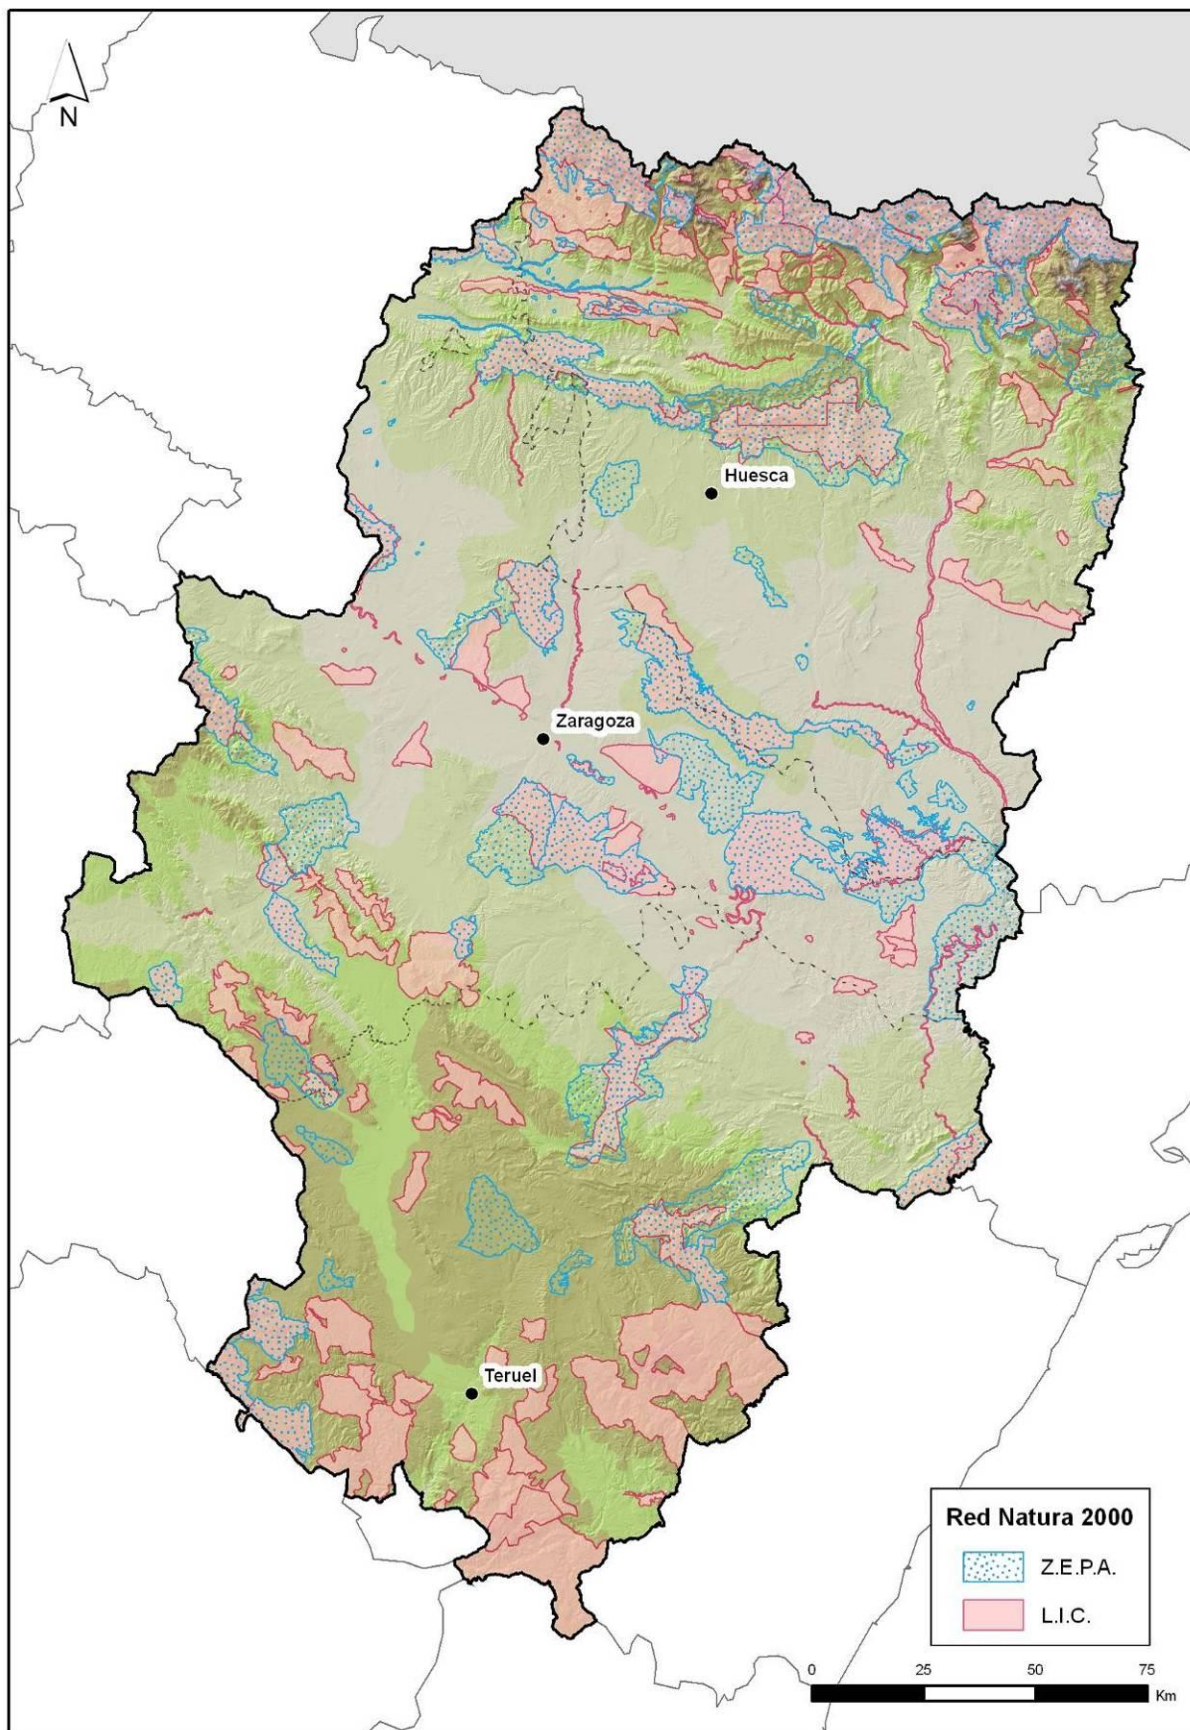 N
Huesca
Zaragoza
Teruel
Red Natura 2000
Z.E.P.A.
L.I.C.
0 25 50 75
Km